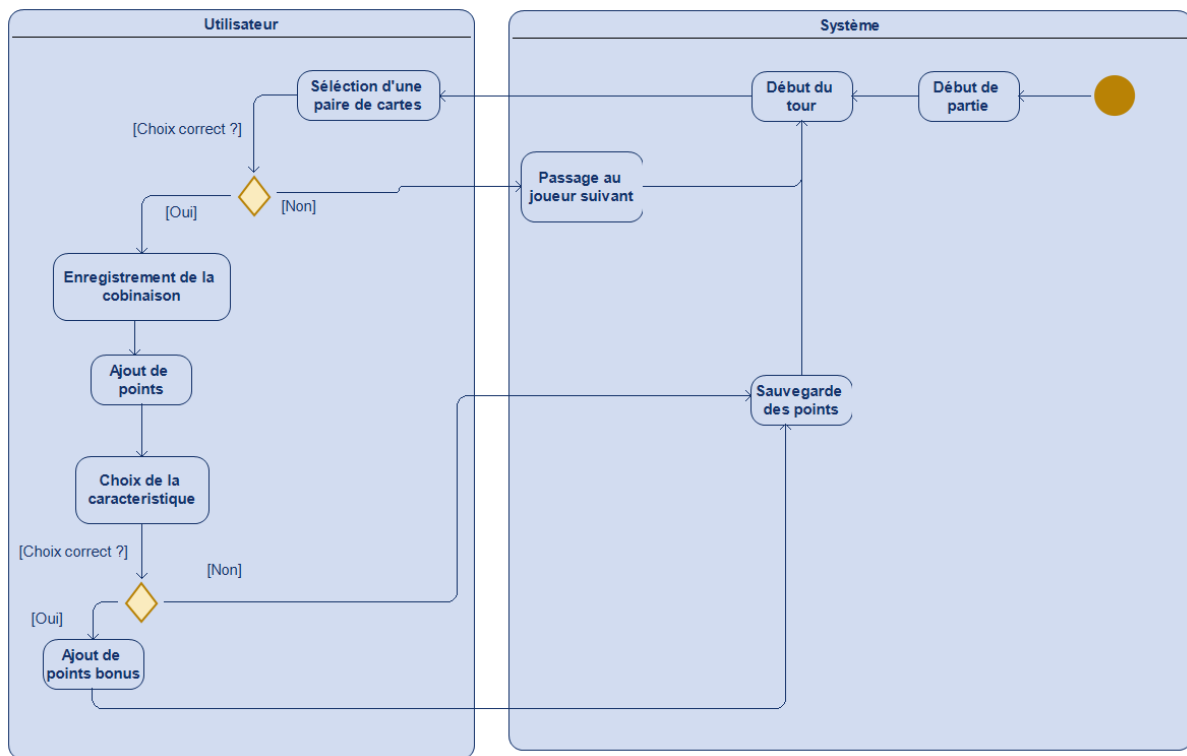 Utilisateur
Système
Séléction d'une
paire de cartes
Début du
tour
Début de
partie
[Choix correct ?]
Passage au
joueur suivant
[Oui]
[Non]
Enregistrement de la
cobinaison
Ajout de
points
Sauvegarde
des points
Choix de la
caracteristique
[Choix correct ?]
[Non]
[Oui]
Ajout de
points bonus